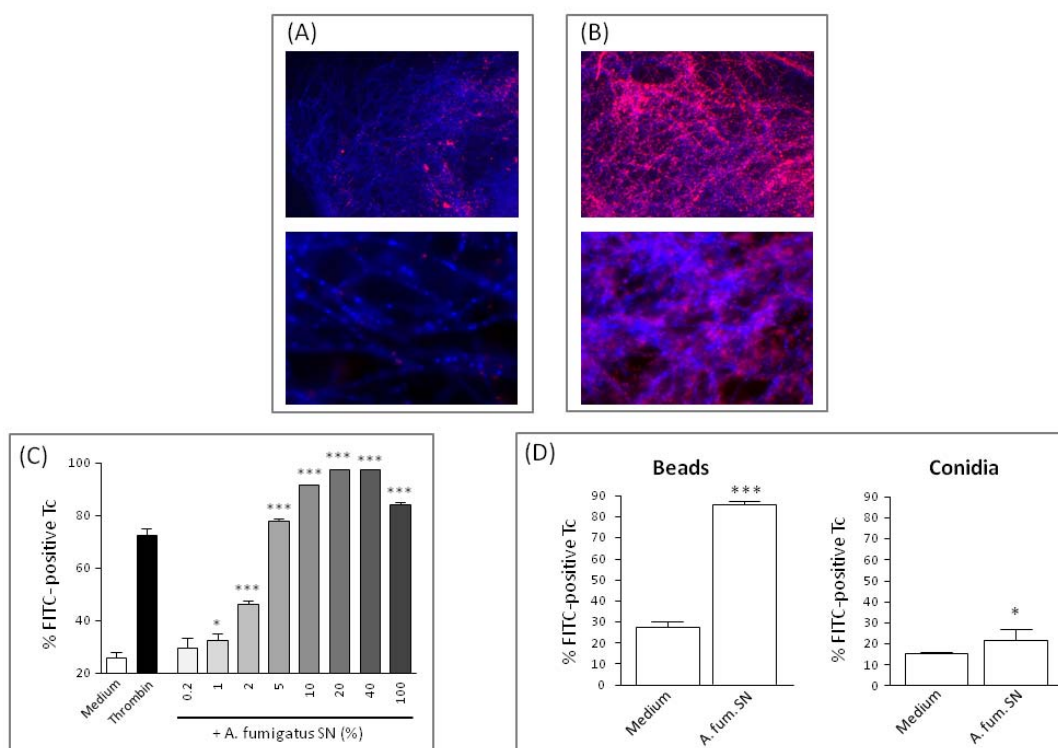 (A)
(B)
(C)
% FITC-positive Tc
100
80
60
40
20
***
***
***
***
***
***
*
Medium
Thrombin
0.2
1
2
5
10
20
40
100
+ A. fumigatus SN (%)
(D)
Beads
% FITC-positive Tc
90
80
70
60
50
40
30
20
10
0
***
Medium
A. fum. SN
Conidia
% FITC-positive Tc
90
80
70
60
50
40
30
20
10
0
*
Medium
A. fum. SN